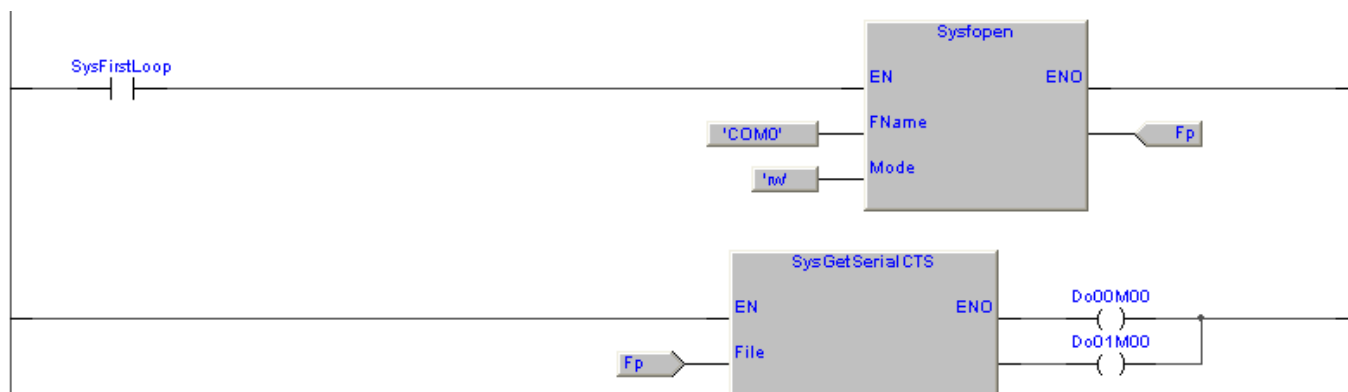 Sysfopen
SysFirstLoop
EN ENO
'COM0' FName Fp
'rw' Mode
SysGetSerialCTS
EN ENO Do00M00
Fp File Do01M00